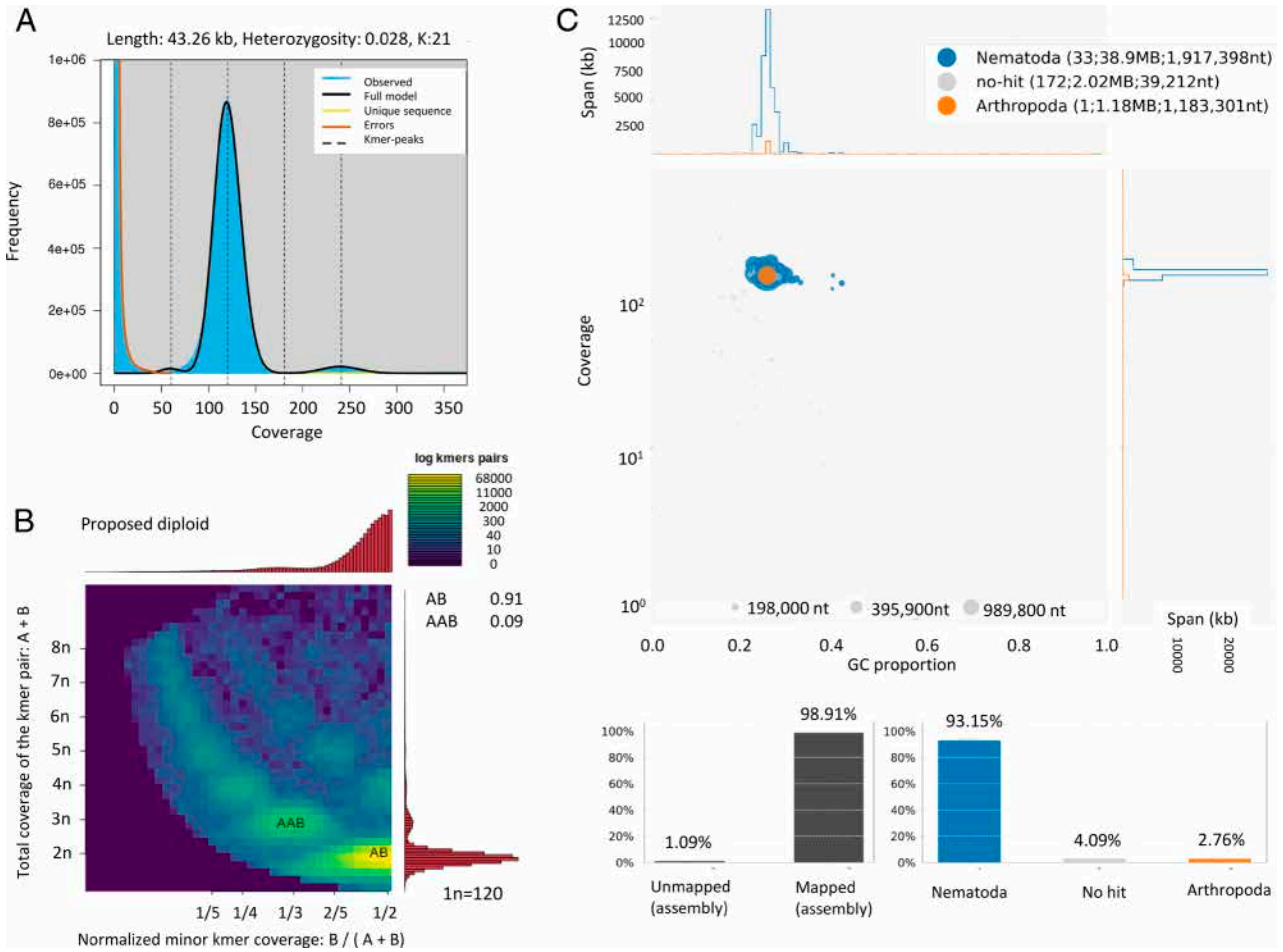 A
Length: 43.26 kb, Heterozygosity: 0.028, K:21
1e+06
8e+05
6e+05
4e+05
2e+05
0e+00
Frequency
Observed
Full model
Unique sequence
Errors
Kmer-peaks
0 50 100 150 200 250 300 350
Coverage
B
Proposed diploid
log kmers pairs
68000
11000
2000
300
40
10
0
AB 0.91
AAB 0.09
Total coverage of the kmer pair: A + B
8n
7n
6n
5n
4n
3n
2n
AAB
AB
1n=120
1/5 1/4 1/3 2/5 1/2
Normalized minor kmer coverage: B / ( A + B)
C
Span (kb)
12500
10000
7500
5000
2500
Nematoda (33;38.9MB;1,917,398nt)
no-hit (172;2.02MB;39,212nt)
Arthropoda (1;1.18MB;1,183,301nt)
Coverage
10²
10¹
10⁰
198,000 nt 395,900nt 989,800 nt
0.0 0.2 0.4 0.6 0.8 1.0
GC proportion
Span (kb)
10000
20000
100%
80%
60%
40%
20%
0%
1.09%
98.91%
Unmapped
(assembly)
Mapped
(assembly)
100%
80%
60%
40%
20%
0%
93.15%
4.09%
2.76%
Nematoda
No hit
Arthropoda